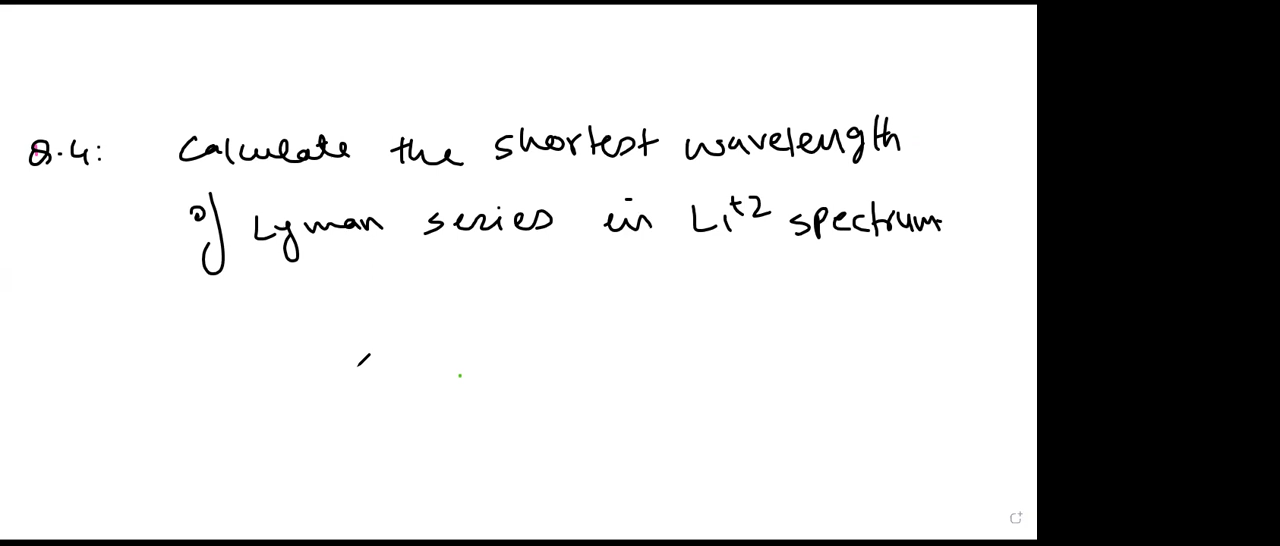 Q.4: Calculate the shortest wavelength
of Lyman series in Li+2 spectrum